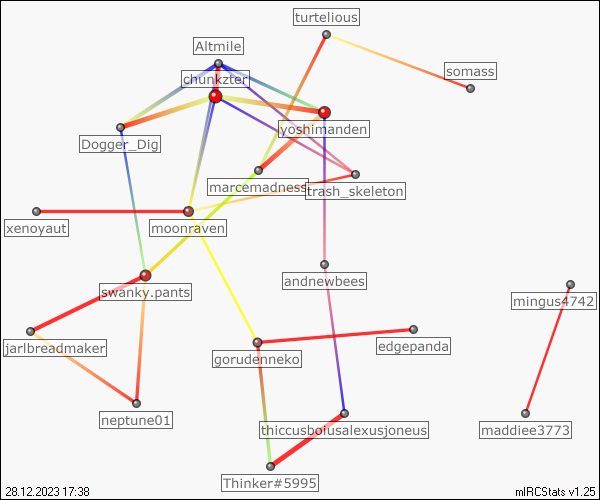 turtelious
Altmile
somass
chunkzter
yoshimanden
Dogger_Dig
marcemadness
trash_skeleton
xenoyaut
moonraven
andnewbees
swanky.pants
mingus4742
jarlbreadmaker
gorudenneko
edgepanda
neptune01
thiccusboiusalexusjoneus
maddiee3773
Thinker#5995
28.12.2023 17:38
mIRCStats v1.25